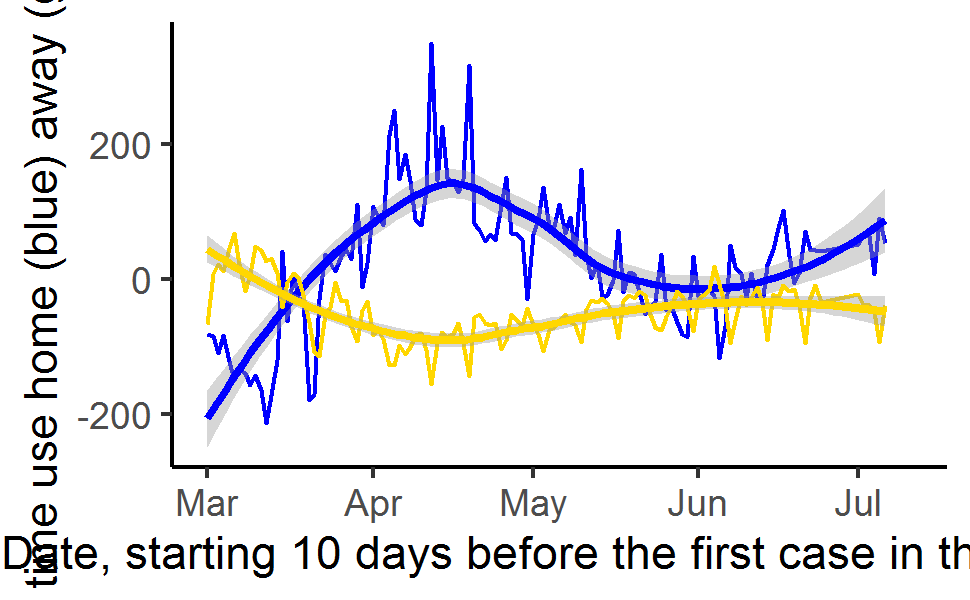 time use home (blue) away (
200
0
-200
Mar Apr May Jun Jul
Date, starting 10 days before the first case in th